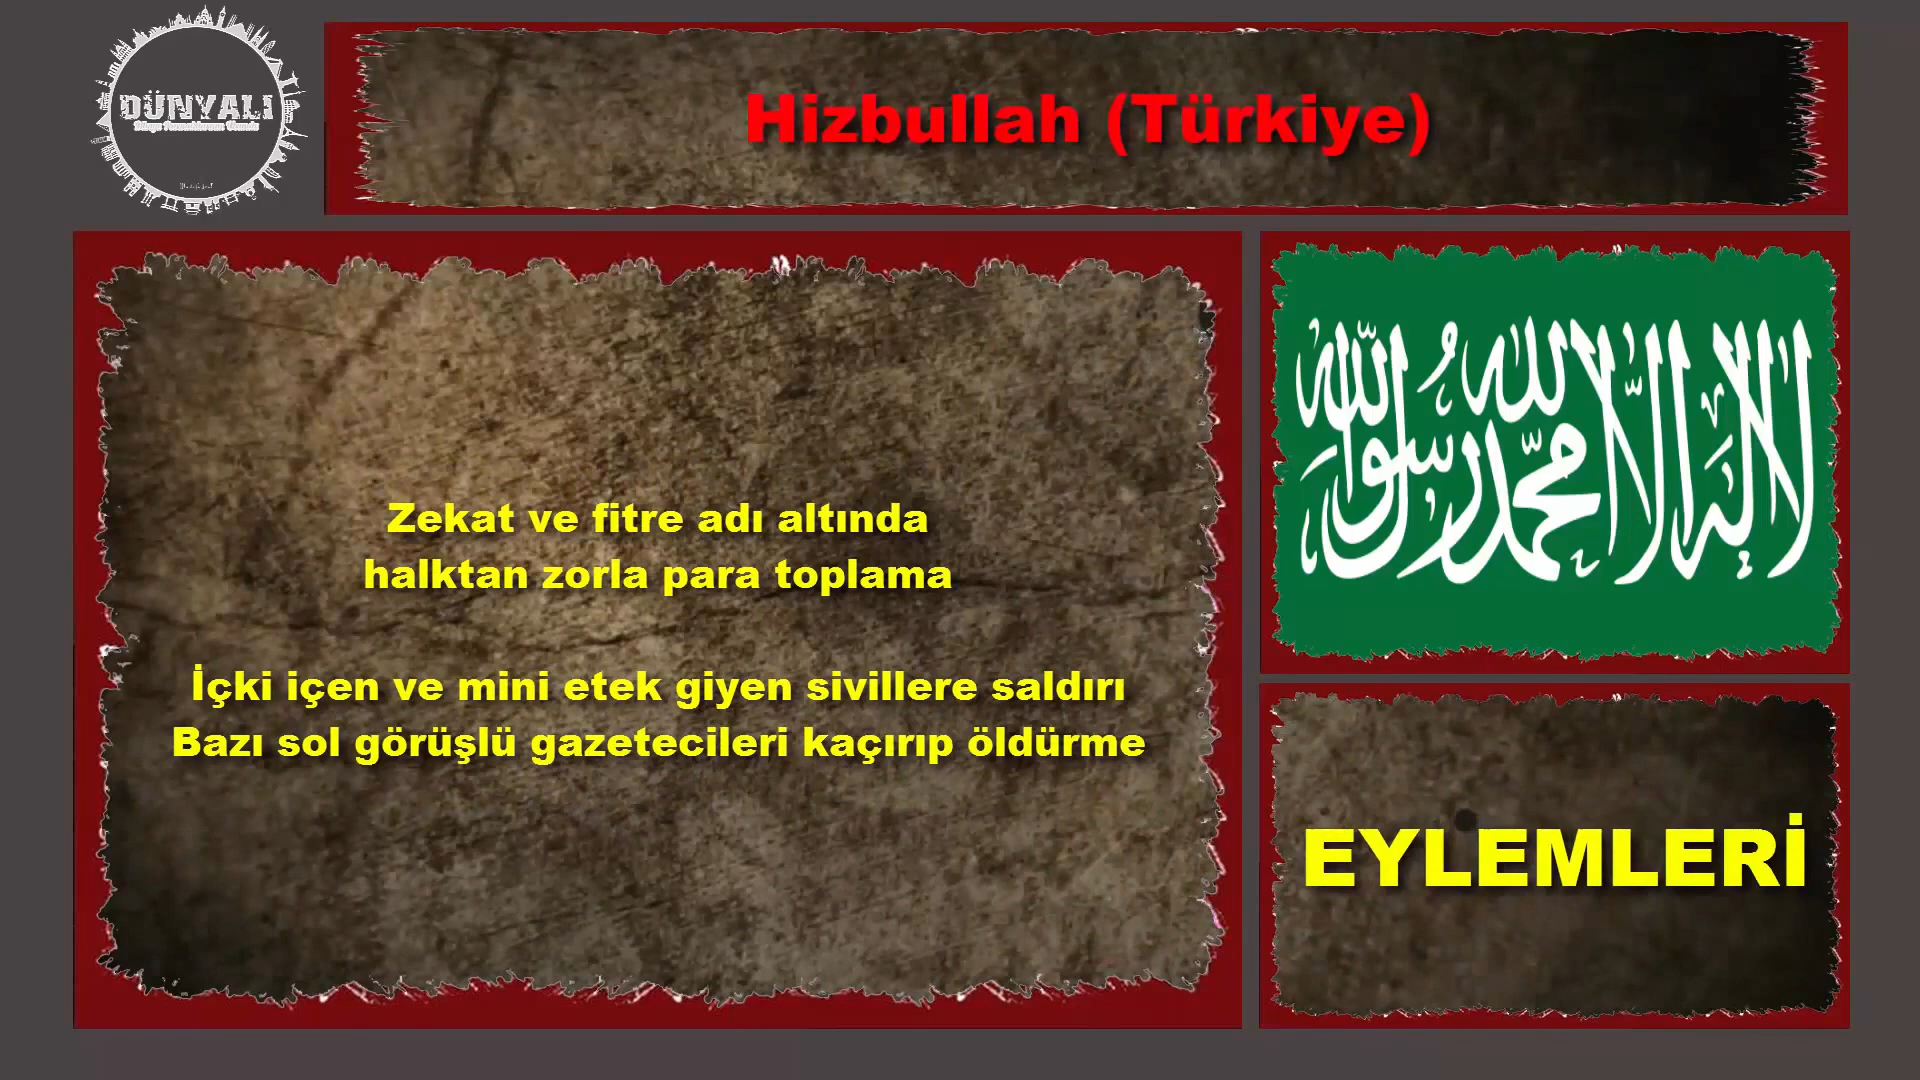 DÜNYALI
Hizbullah (Türkiye)
Zekat ve fitre adı altında
halktan zorla para toplama
İçki içen ve mini etek giyen sivillere saldırı
Bazı sol görüşlü gazetecileri kaçırıp öldürme
لا إله إلا الله محمد رسول الله
EYLEMLERİ